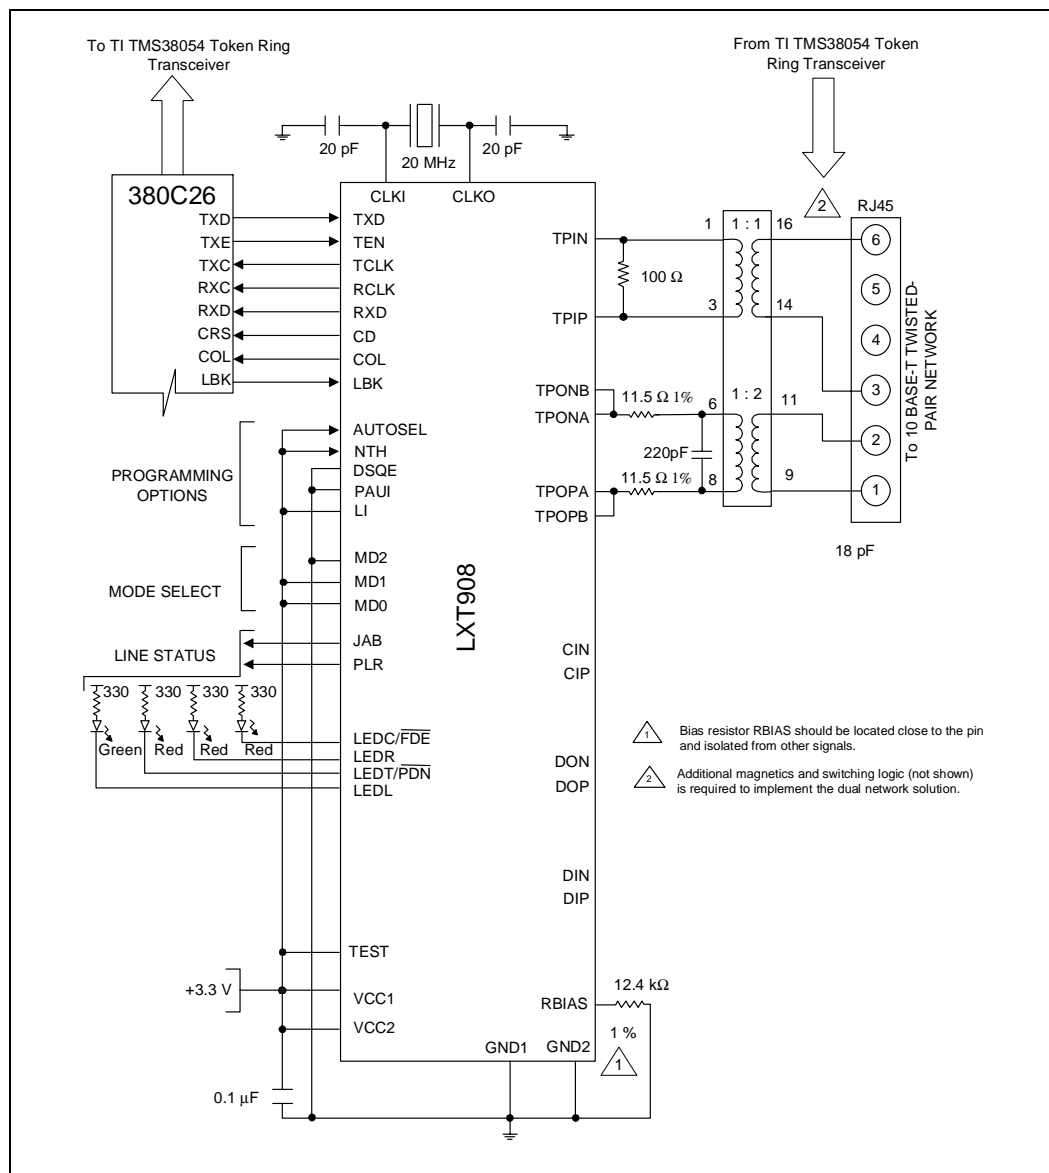 To TI TMS38054 Token Ring
Transceiver
From TI TMS38054 Token
Ring Transceiver
20 pF
20 MHz
20 pF
380C26
TXD
TXE
TXC
RXC
RXD
CRS
COL
LBK
CLKI
CLKO
TXD
TEN
TCLK
RCLK
RXD
CD
COL
LBK
AUTOSEL
NTH
DSQE
PAUI
LI
MD2
MD1
MD0
JAB
PLR
LEDC/FDE
LEDR
LEDT/PDN
LEDL
TEST
VCC1
VCC2
PROGRAMMING
OPTIONS
MODE SELECT
LINE STATUS
330
330
330
330
Green
Red
Red
Red
+3.3 V
0.1 μF
LXT908
GND1
GND2
TPIN
TPIP
TPONB
TPONA
TPOPA
TPOPB
CIN
CIP
DON
DOP
DIN
DIP
RBIAS
12.4 kΩ
1 %
1
100 Ω
11.5 Ω 1%
220pF
11.5 Ω 1%
1
1 : 1
16
3
14
6
1 : 2
11
8
9
2
RJ45
6
5
4
3
2
1
To 10 BASE-T TWISTED-
PAIR NETWORK
18 pF
1
Bias resistor RBIAS should be located close to the pin
and isolated from other signals.
2
Additional magnetics and switching logic (not shown)
is required to implement the dual network solution.